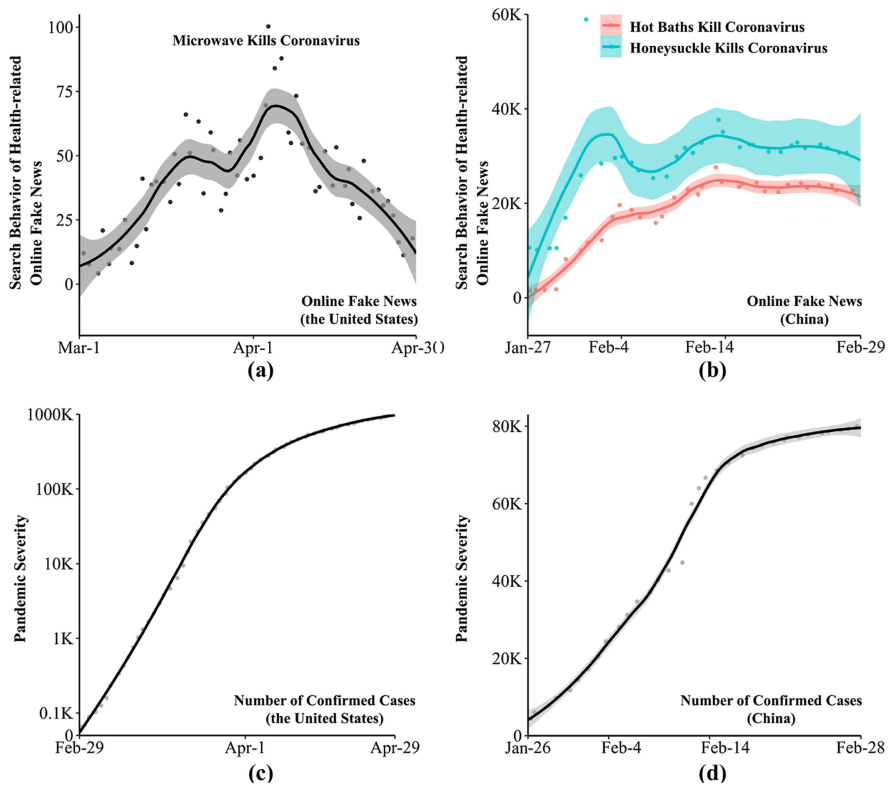 Search Behavior of Health-related
Online Fake News
100
75
50
25
0
Microwave Kills Coronavirus
Online Fake News
(the United States)
Mar-1
Apr-1
Apr-30
(a)
Search Behavior of Health-related
Online Fake News
60K
40K
20K
0
Hot Baths Kill Coronavirus
Honeysuckle Kills Coronavirus
Online Fake News
(China)
Jan-27
Feb-4
Feb-14
Feb-29
(b)
Pandemic Severity
1000K
100K
10K
1K
0.1K
0
Number of Confirmed Cases
(the United States)
Feb-29
Apr-1
Apr-29
(c)
Pandemic Severity
80K
60K
40K
20K
0
Number of Confirmed Cases
(China)
Jan-26
Feb-4
Feb-14
Feb-28
(d)